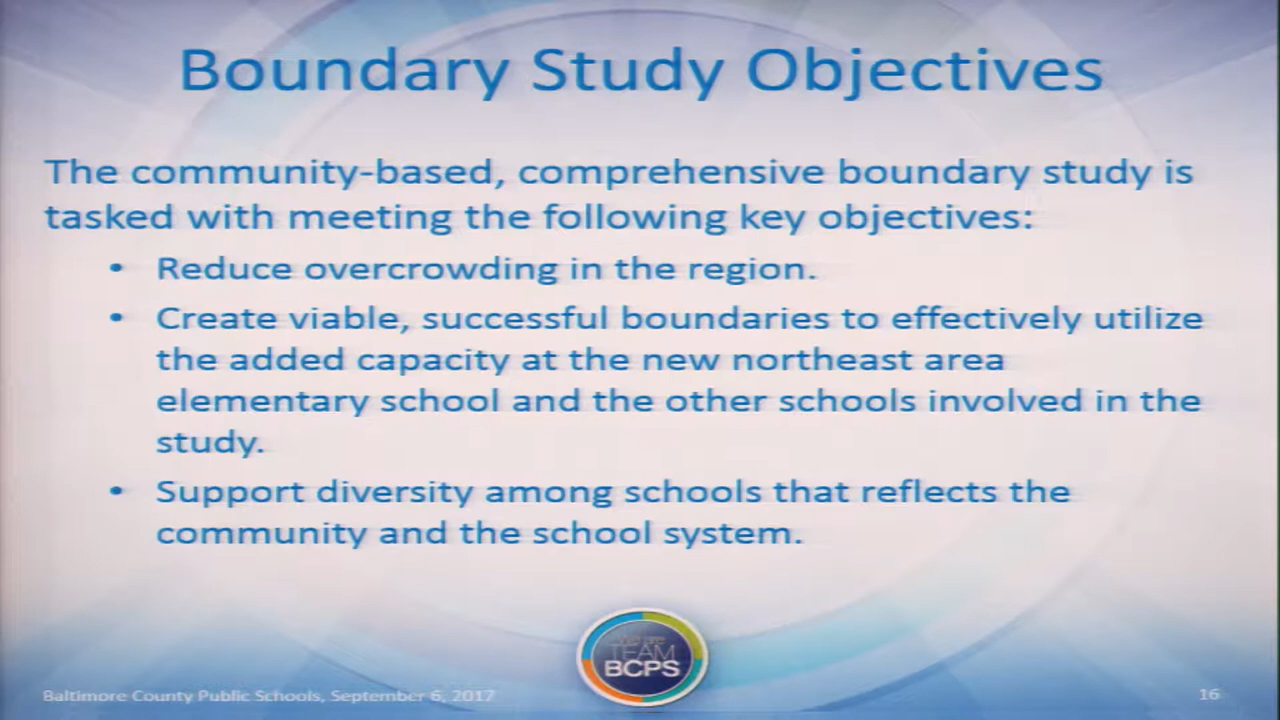 Boundary Study Objectives
The community-based, comprehensive boundary study is
tasked with meeting the following key objectives:
• Reduce overcrowding in the region.
• Create viable, successful boundaries to effectively utilize
the added capacity at the new northeast area
elementary school and the other schools involved in the
study.
• Support diversity among schools that reflects the
community and the school system.
We are
TEAM
BCPS
Baltimore County Public Schools, September 6, 2017
16